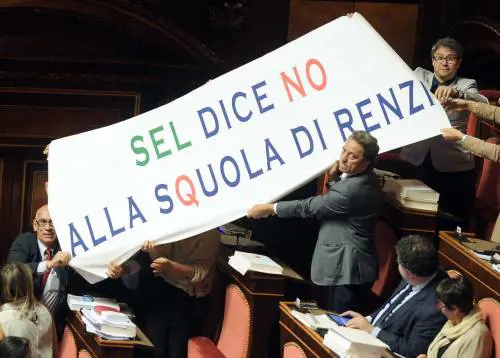 SEL DICE NO
ALLA SQUOLA DI RENZI